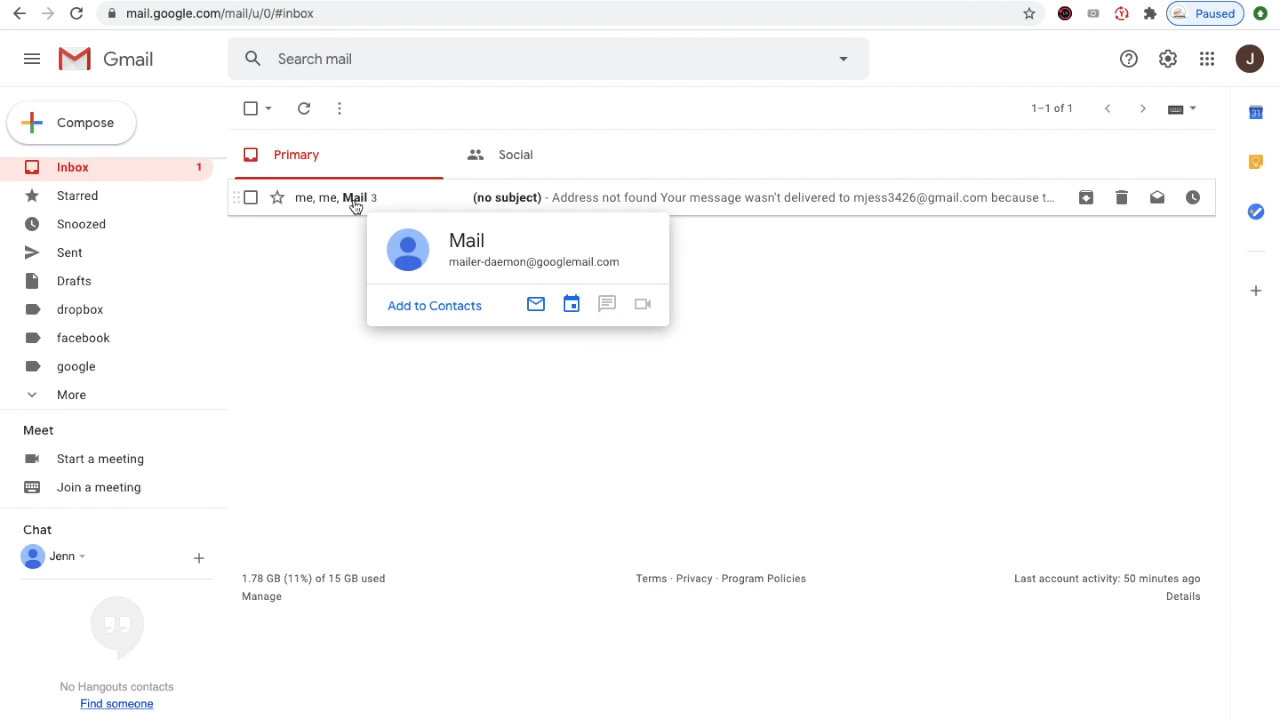 mail.google.com/mail/u/0/#inbox
Paused
Gmail
Search mail
J
Compose
1–1 of 1
Inbox 1
Primary
Social
Starred
me, me, Mail 3
(no subject) - Address not found Your message wasn't delivered to mjess3426@gmail.com because t...
Snoozed
Sent
Drafts
dropbox
facebook
google
More
Mail
mailer-daemon@googlemail.com
Add to Contacts
31
Meet
Start a meeting
Join a meeting
Chat
Jenn
No Hangouts contacts
Find someone
1.78 GB (11%) of 15 GB used
Manage
Terms · Privacy · Program Policies
Last account activity: 50 minutes ago
Details